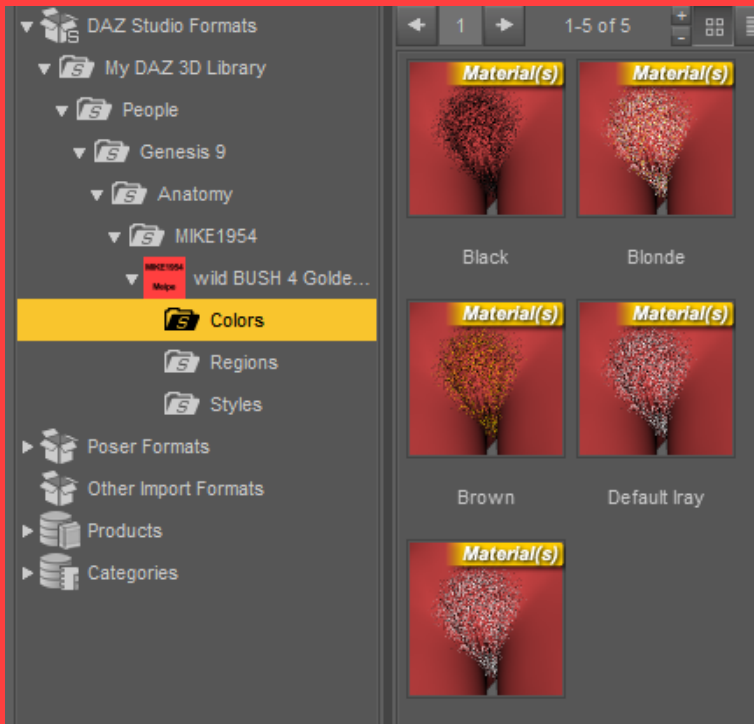 DAZ Studio Formats
My DAZ 3D Library
People
Genesis 9
Anatomy
MIKE1954
MIKE1954
Meipe
wild BUSH 4 Golde...
Colors
Regions
Styles
Poser Formats
Other Import Formats
Products
Categories
1
1-5 of 5
Material(s)
Material(s)
Black
Blonde
Material(s)
Material(s)
Brown
Default Iray
Material(s)